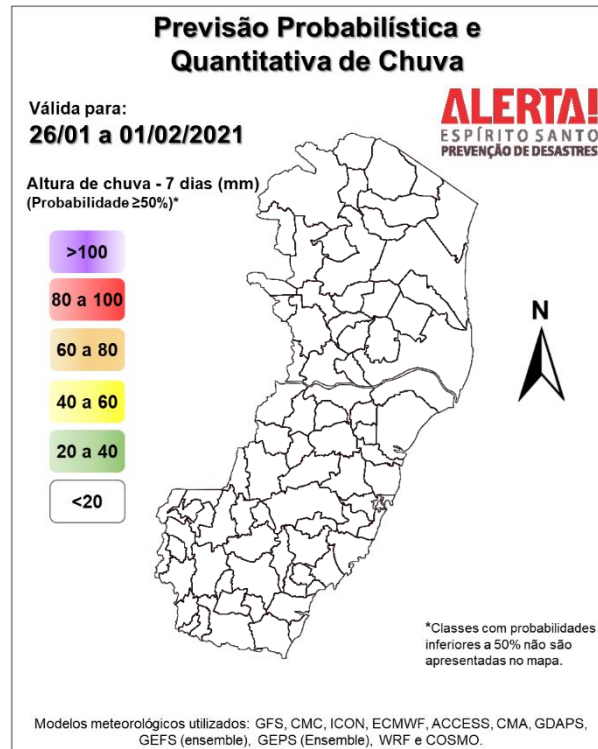 Previsão Probabilística e
Quantitativa de Chuva
Válida para:
26/01 a 01/02/2021
ALERTA!
ESPÍRITO SANTO
PREVENÇÃO DE DESASTRES
Altura de chuva - 7 dias (mm)
(Probabilidade ≥50%)*
>100
80 a 100
60 a 80
40 a 60
20 a 40
<20
N
*Classes com probabilidades
inferiores a 50% não são
apresentadas no mapa.
Modelos meteorológicos utilizados: GFS, CMC, ICON, ECMWF, ACCESS, CMA, GDAPS,
GEFS (ensemble), GEPS (Ensemble), WRF e COSMO.